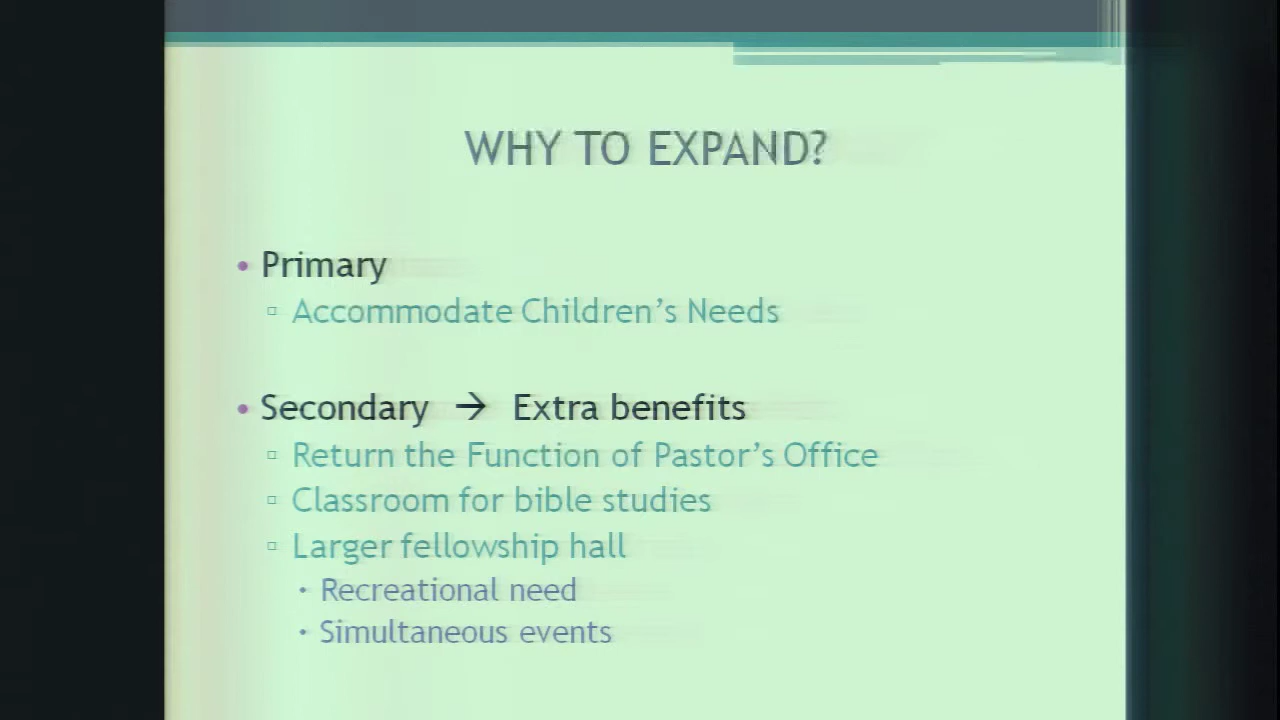 WHY TO EXPAND?
• Primary
▫ Accommodate Children's Needs
• Secondary → Extra benefits
▫ Return the Function of Pastor's Office
▫ Classroom for bible studies
▫ Larger fellowship hall
• Recreational need
• Simultaneous events